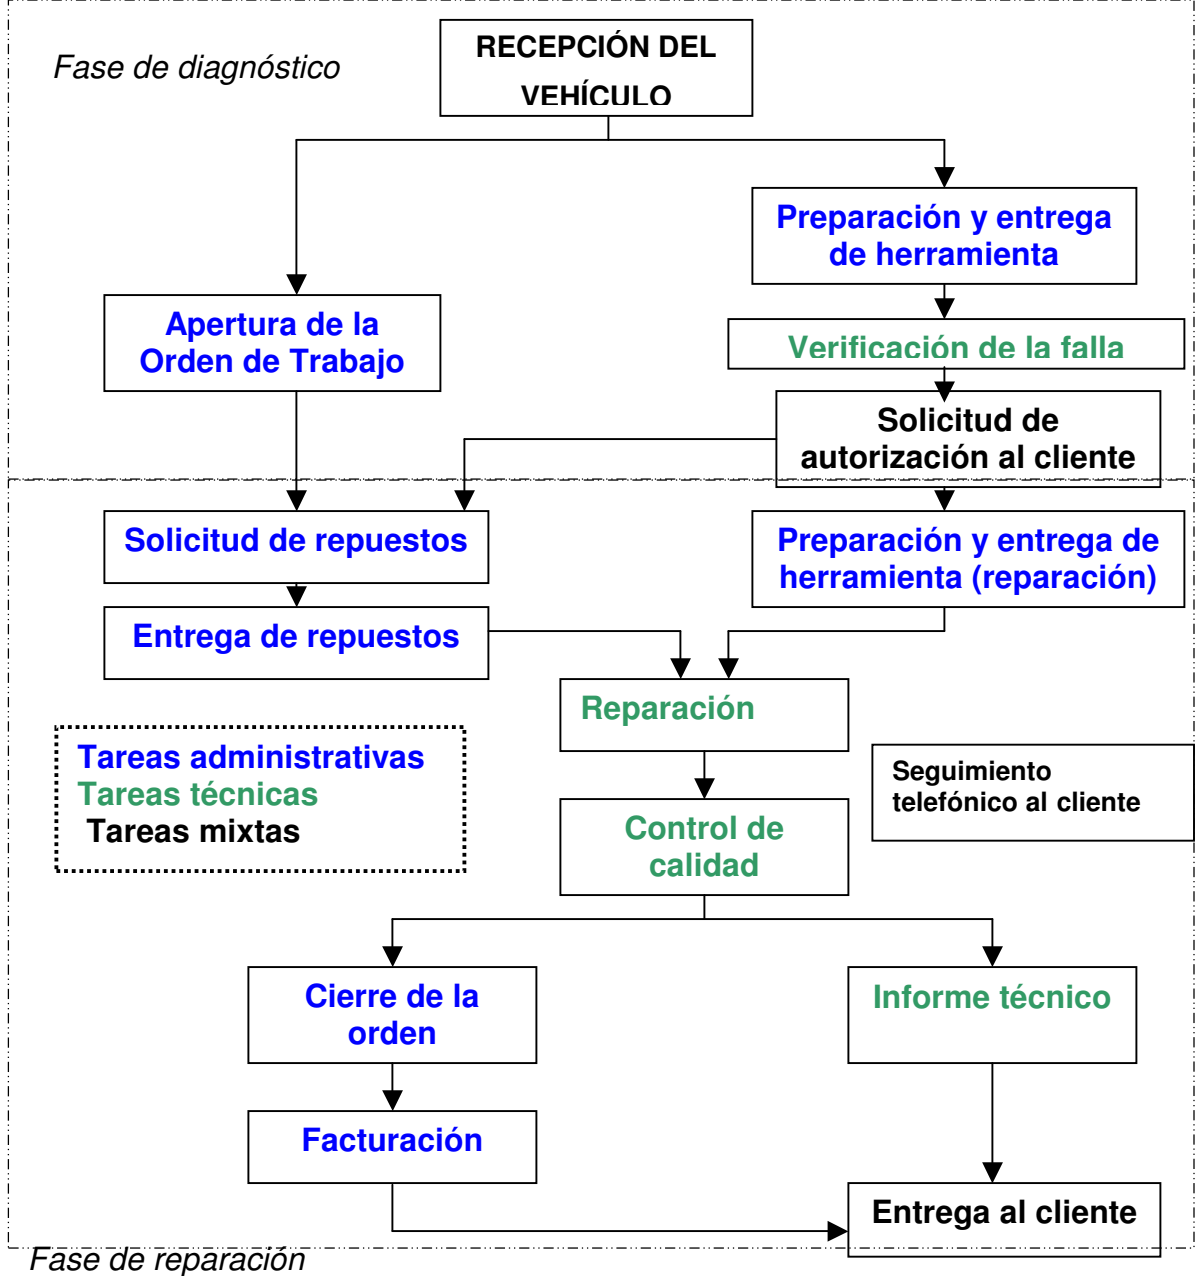 Fase de diagnóstico
RECEPCIÓN DEL
VEHÍCULO
Preparación y entrega
de herramienta
Apertura de la
Orden de Trabajo
Verificación de la falla
Solicitud de
autorización al cliente
Solicitud de repuestos
Preparación y entrega de
herramienta (reparación)
Entrega de repuestos
Reparación
Tareas administrativas
Tareas técnicas
Tareas mixtas
Seguimiento
telefónico al cliente
Control de
calidad
Cierre de la
orden
Informe técnico
Facturación
Entrega al cliente
Fase de reparación